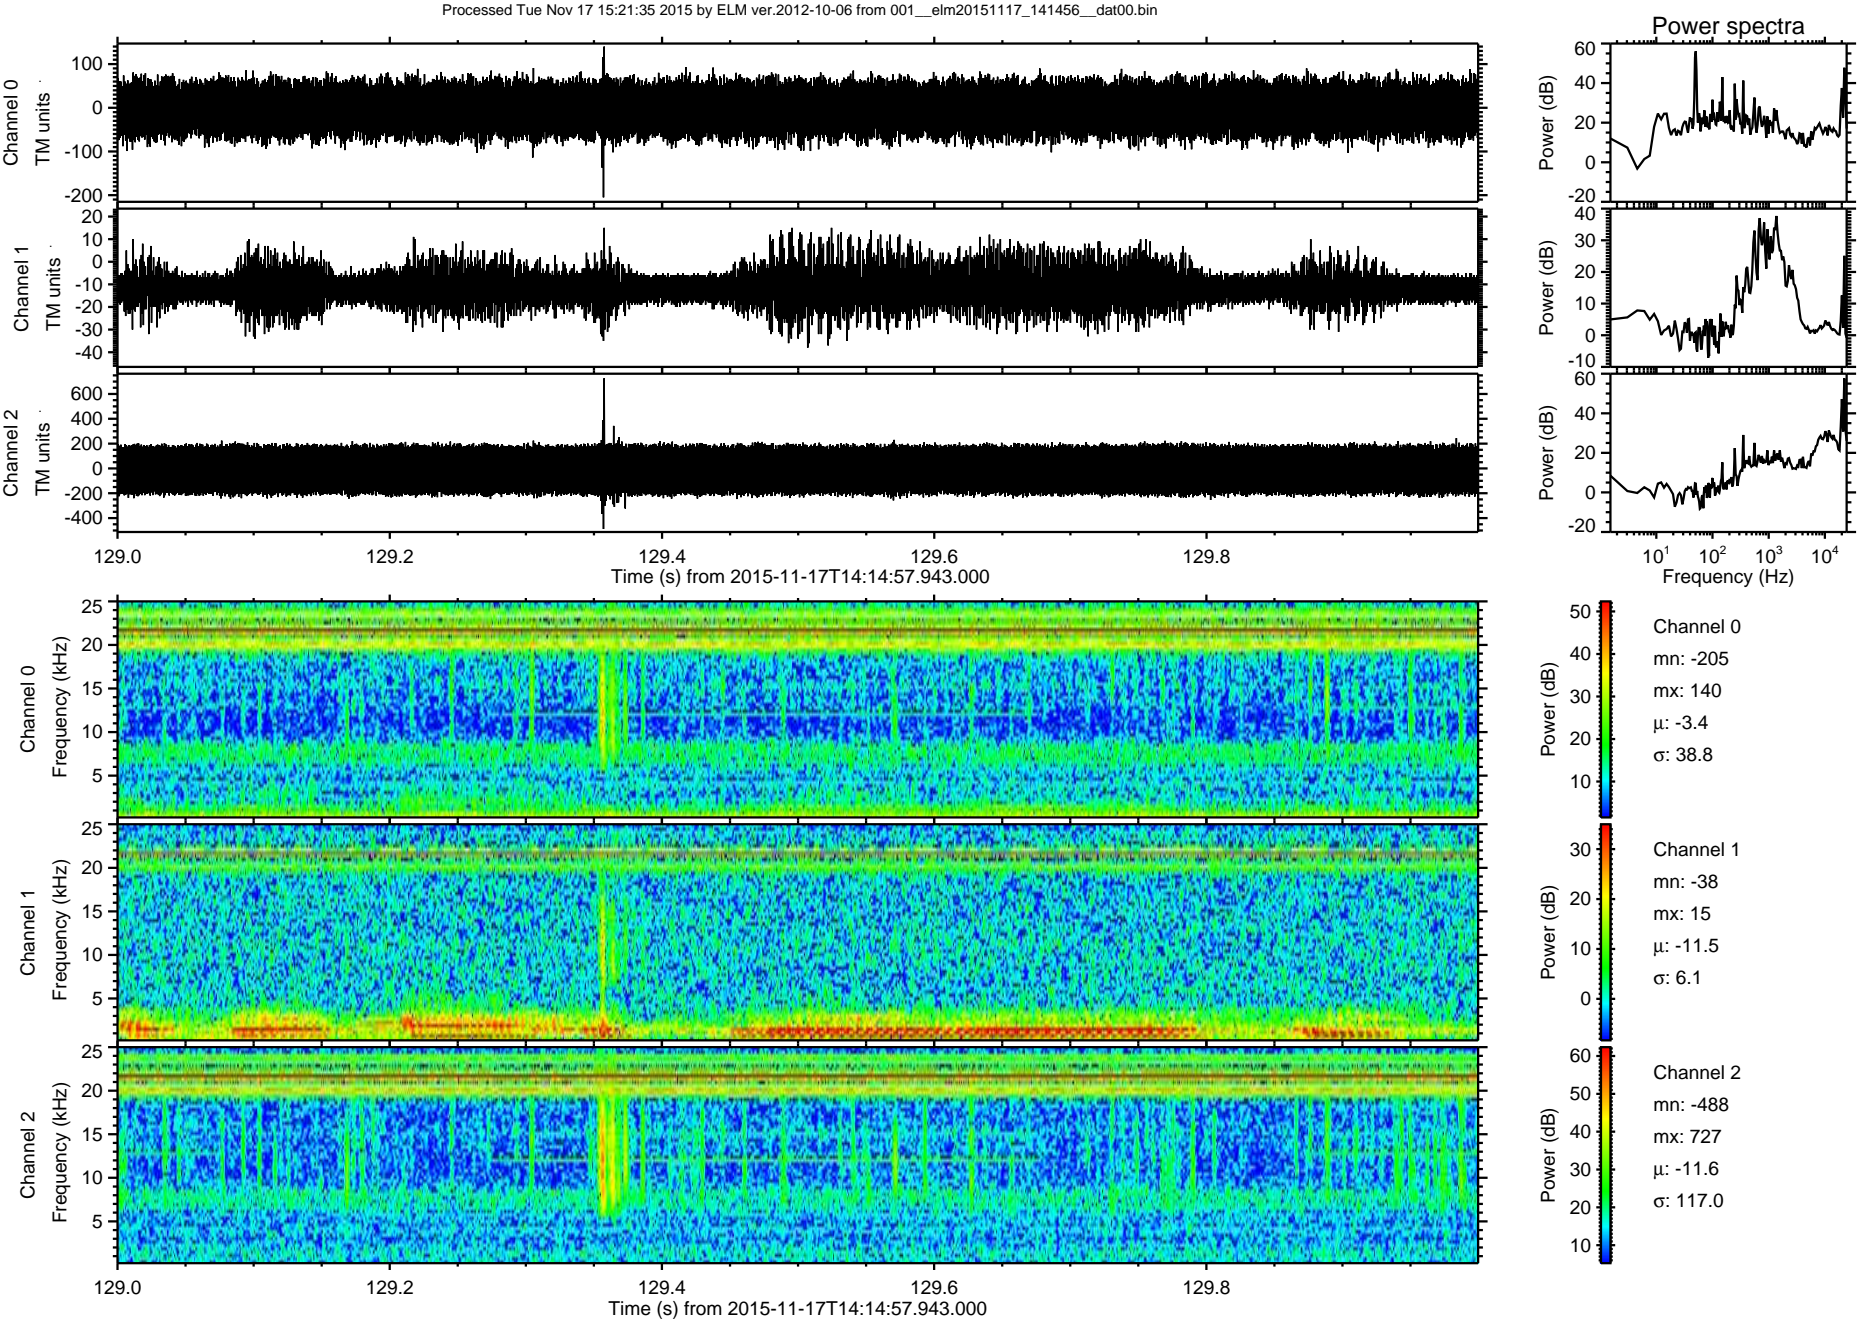 Processed Tue Nov 17 15:21:35 2015 by ELM ver.2012-10-06 from 001__elm20151117_141456__dat00.bin
Power spectra
Channel 0
TM units
100
0
-100
-200
Power (dB)
60
40
20
0
-20
Channel 1
TM units
20
10
0
-10
-20
-30
-40
Power (dB)
40
30
20
10
0
-10
Channel 2
TM units
600
400
200
0
-200
-400
Power (dB)
60
40
20
0
-20
129.0 129.2 129.4 129.6 129.8
Time (s) from 2015-11-17T14:14:57.943.000
10^1 10^2 10^3 10^4
Frequency (Hz)
Channel 0
Frequency (kHz)
25
20
15
10
5
Power (dB)
50
40
30
20
10
Channel 0
mn: -205
mx: 140
μ: -3.4
σ: 38.8
Channel 1
Frequency (kHz)
25
20
15
10
5
Power (dB)
30
20
10
0
Channel 1
mn: -38
mx: 15
μ: -11.5
σ: 6.1
Channel 2
Frequency (kHz)
25
20
15
10
5
Power (dB)
60
50
40
30
20
10
Channel 2
mn: -488
mx: 727
μ: -11.6
σ: 117.0
129.0 129.2 129.4 129.6 129.8
Time (s) from 2015-11-17T14:14:57.943.000